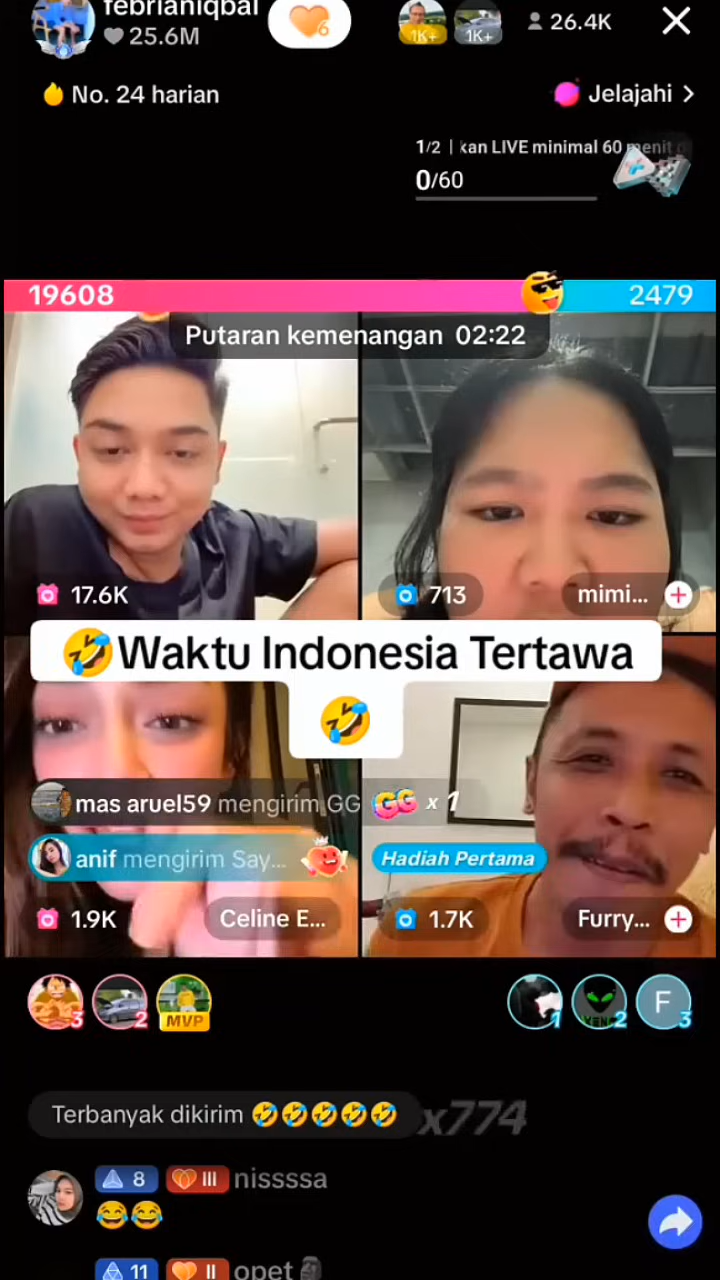 febrianiqbal
25.6M
6
1K+
1K+
26.4K
No. 24 harian
Jelajahi
1/2 | kan LIVE minimal 60 menit d
0/60
19608
2479
Putaran kemenangan 02:22
17.6K
713
mimi...
🤣Waktu Indonesia Tertawa
🤣
mas aruel59 mengirim GG
GG x 1
anif mengirim Say...
Hadiah Pertama
1.9K
Celine E...
1.7K
Furry...
3
2
MVP
1
2
F
3
Terbanyak dikirim 🤣🤣🤣🤣🤣 x774
8 III nissssa
😂😂
11 II opet🗿